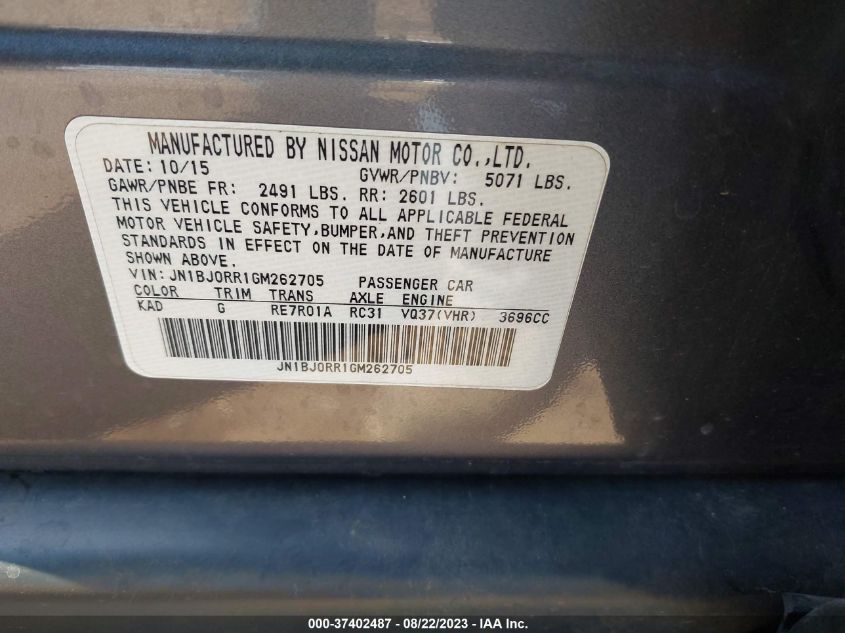 MANUFACTURED BY NISSAN MOTOR CO.,LTD.
DATE: 10/15 GVWR/PNBV: 5071 LBS.
GAWR/PNBE FR: 2491 LBS. RR: 2601 LBS.
THIS VEHICLE CONFORMS TO ALL APPLICABLE FEDERAL
MOTOR VEHICLE SAFETY,BUMPER,AND THEFT PREVENTION
STANDARDS IN EFFECT ON THE DATE OF MANUFACTURE
SHOWN ABOVE.
VIN: JN1BJ0RR1GM262705 PASSENGER CAR
COLOR TRIM TRANS AXLE ENGINE
KAD G RE7R01A RC31 VQ37(VHR) 3696CC
JN1BJ0RR1GM262705
000-37402487 - 08/22/2023 - IAA Inc.